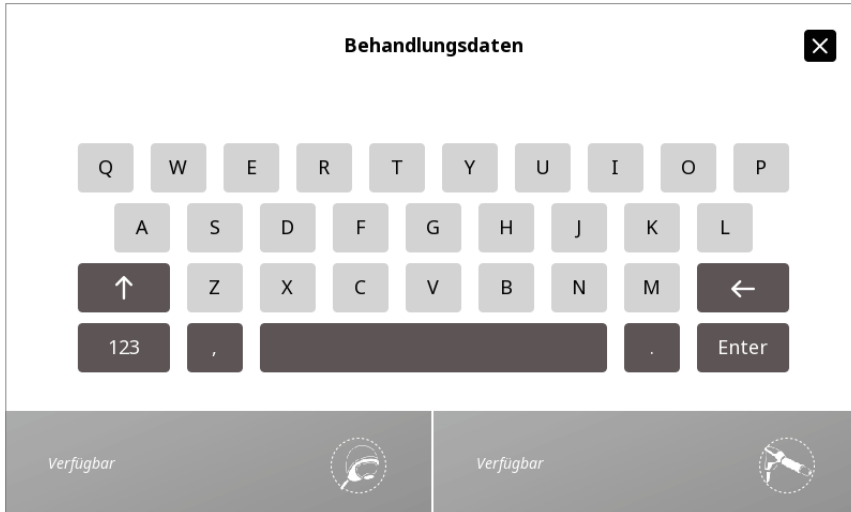 Behandlungsdaten
Q W E R T Y U I O P
A S D F G H J K L
↑ Z X C V B N M ←
123 , . Enter
Verfügbar Verfügbar